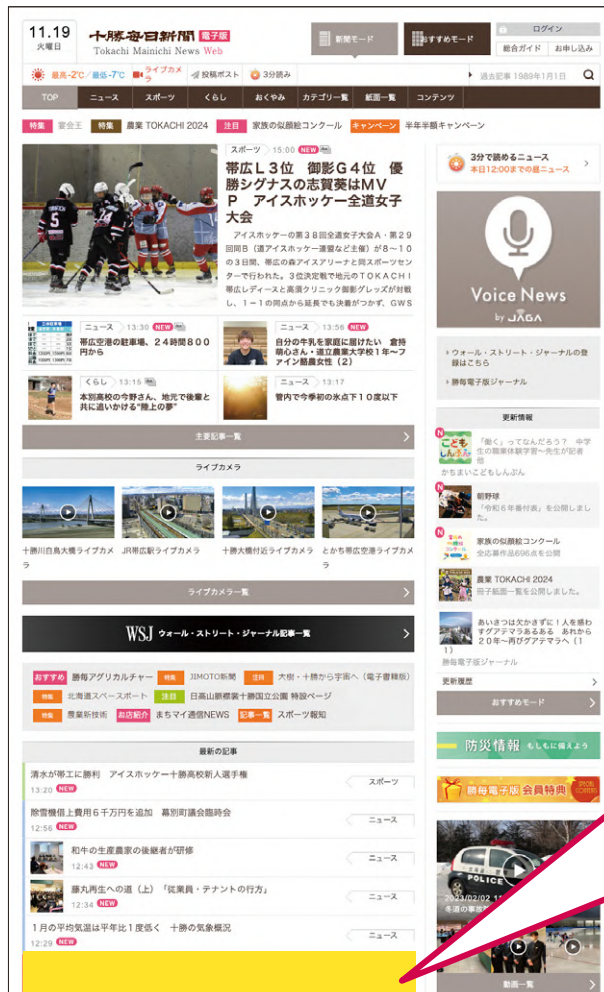 11.19
火曜日
十勝毎日新聞 電子版
Tokachi Mainichi News Web
新聞モード
おすすめモード
ログイン
総合ガイド お申し込み
最高-2℃/最低-7℃
ライブカメラ
投稿ポスト
3分読み
過去記事 1989年1月1日
TOP ニュース スポーツ くらし おくやみ カテゴリ一覧 紙面一覧 コンテンツ
特集 宴会王 特集 農業 TOKACHI 2024 注目 家族の似顔絵コンクール キャンペーン 半年半額キャンペーン
スポーツ 15:00 NEW
帯広L3位 御影G4位 優
勝シグナスの志賀葵はMV
P アイスホッケー全道女子
大会
アイスホッケーの第38回全道女子大会A・第29
回同B(道アイスホッケー連盟など主催)が8~10
の3日間、帯広の森アイスアリーナと同スポーツセン
ターで行われた。3位決定戦で地元のTOKACHI
帯広レディースと高須クリニック御影グレッズが対戦
し、1-1の同点から延長でも決着がつかず、GWS
ニュース 13:30 NEW
帯広空港の駐車場、24時間800
円から
ニュース 13:56 NEW
自分の牛乳を家庭に届けたい 倉持
萌心さん・道立農業大学校1年~フ
ァイン酪農女性(2)
くらし 13:15
本別高校の今野さん、地元で後輩と
共に追いかける"陸上の夢"
ニュース 13:17
管内で今季初の氷点下10度以下
主要記事一覧
ライブカメラ
十勝川白鳥大橋ライブカメラ
JR帯広駅ライブカメラ
十勝大橋付近ライブカメラ
とかち帯広空港ライブカメラ
ライブカメラ一覧
WSJ ウォール・ストリート・ジャーナル記事一覧
おすすめ 勝毎アグリカルチャー 特集 JIMOTO新聞 注目 大樹・十勝から宇宙へ(電子書籍版)
特集 北海道スペースポート 注目 日高山脈襟裳十勝国立公園 特設ページ
特集 農業新技術 お店紹介 まちマイ通信NEWS 記事一覧 スポーツ報知
最新の記事
清水が帯工に勝利 アイスホッケー十勝高校新人選手権
13:20 NEW
スポーツ
除雪機借上費用6千万円を追加 幕別町議会臨時会
12:56 NEW
ニュース
和牛の生産農家の後継者が研修
12:43 NEW
ニュース
藤丸再生への道(上)「従業員・テナントの行方」
12:34 NEW
ニュース
1月の平均気温は平年比1度低く 十勝の気象概況
12:29 NEW
ニュース
3分で読めるニュース
本日12:00までの昼ニュース
Voice News
by JAGA
ウォール・ストリート・ジャーナルの登
録はこちら
勝毎電子版ジャーナル
更新情報
こども
しんぶん
「働く」ってなんだろう? 中学
生の職業体験学習~先生が記者
他
かちまいこどもしんぶん
朝野球
「令和6年番付表」を公開しまし
た。
家族の似顔絵コンクール
全応募作品696点を公開
農業 TOKACHI 2024
冊子紙面一覧を公開しました。
あいさつは欠かさずに!人を感わ
すグアテマラあるある あれから
20年~再びグアテマラへ(1
1)
勝毎電子版ジャーナル
更新履歴
おすすめモード
防災情報 もしもに備えよう
勝毎電子版 会員特典
POLICE
動画一覧